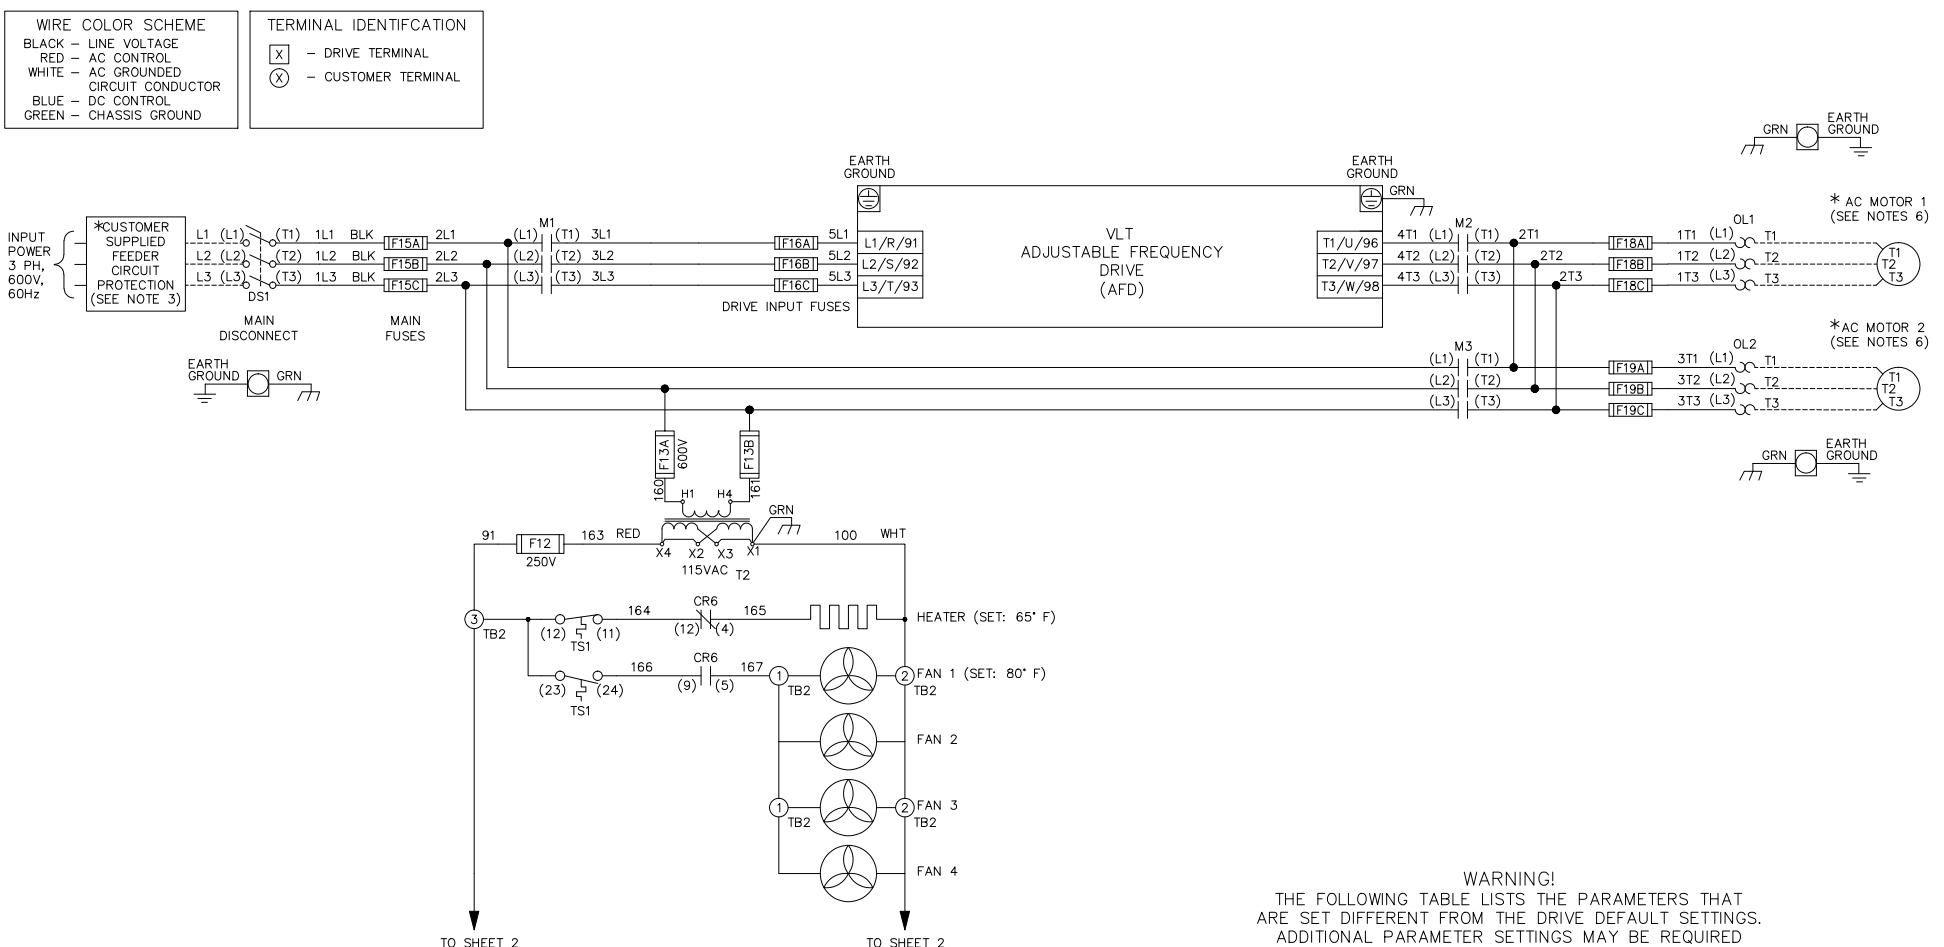 WIRE COLOR SCHEME
BLACK – LINE VOLTAGE
RED – AC CONTROL
WHITE – AC GROUNDED
CIRCUIT CONDUCTOR
BLUE – DC CONTROL
GREEN – CHASSIS GROUND
TERMINAL IDENTIFCATION
X – DRIVE TERMINAL
X – CUSTOMER TERMINAL
INPUT
POWER
3 PH,
600V,
60Hz
*CUSTOMER
SUPPLIED
FEEDER
CIRCUIT
PROTECTION
(SEE NOTE 3)
L1 (L1) (T1) 1L1 BLK F15A 2L1
L2 (L2) (T2) 1L2 BLK F15B 2L2
L3 (L3) (T3) 1L3 BLK F15C 2L3
DS1
MAIN
DISCONNECT
MAIN
FUSES
EARTH
GROUND
GRN
M1
(L1) (T1) 3L1 F16A 5L1
(L2) (T2) 3L2 F16B 5L2
(L3) (T3) 3L3 F16C 5L3
DRIVE INPUT FUSES
EARTH
GROUND
L1/R/91
L2/S/92
L3/T/93
VLT
ADJUSTABLE FREQUENCY
DRIVE
(AFD)
EARTH
GROUND
GRN
T1/U/96
T2/V/97
T3/W/98
M2
4T1 (L1) (T1) 2T1 F18A 1T1 (L1) T1
4T2 (L2) (T2) 2T2 F18B 1T2 (L2) T2
4T3 (L3) (T3) 2T3 F18C 1T3 (L3) T3
OL1
GRN
EARTH
GROUND
* AC MOTOR 1
(SEE NOTES 6)
T1
T2
T3
M3
(L1) (T1) F19A 3T1 (L1) T1
(L2) (T2) F19B 3T2 (L2) T2
(L3) (T3) F19C 3T3 (L3) T3
OL2
*AC MOTOR 2
(SEE NOTES 6)
T1
T2
T3
GRN
EARTH
GROUND
F13A
600V
F13B
160
161
H1 H4
GRN
91 F12 163 RED
250V
X4 X2 X3 X1
115VAC T2
100 WHT
3
TB2
(12) (11)
TS1
164
CR6
(12) (4)
165
HEATER (SET: 65° F)
(23) (24)
TS1
166
CR6
(9) (5)
167
1
TB2
2
TB2
FAN 1 (SET: 80° F)
FAN 2
1
TB2
2
TB2
FAN 3
FAN 4
TO SHEET 2
TO SHEET 2
WARNING!
THE FOLLOWING TABLE LISTS THE PARAMETERS THAT
ARE SET DIFFERENT FROM THE DRIVE DEFAULT SETTINGS.
ADDITIONAL PARAMETER SETTINGS MAY BE REQUIRED